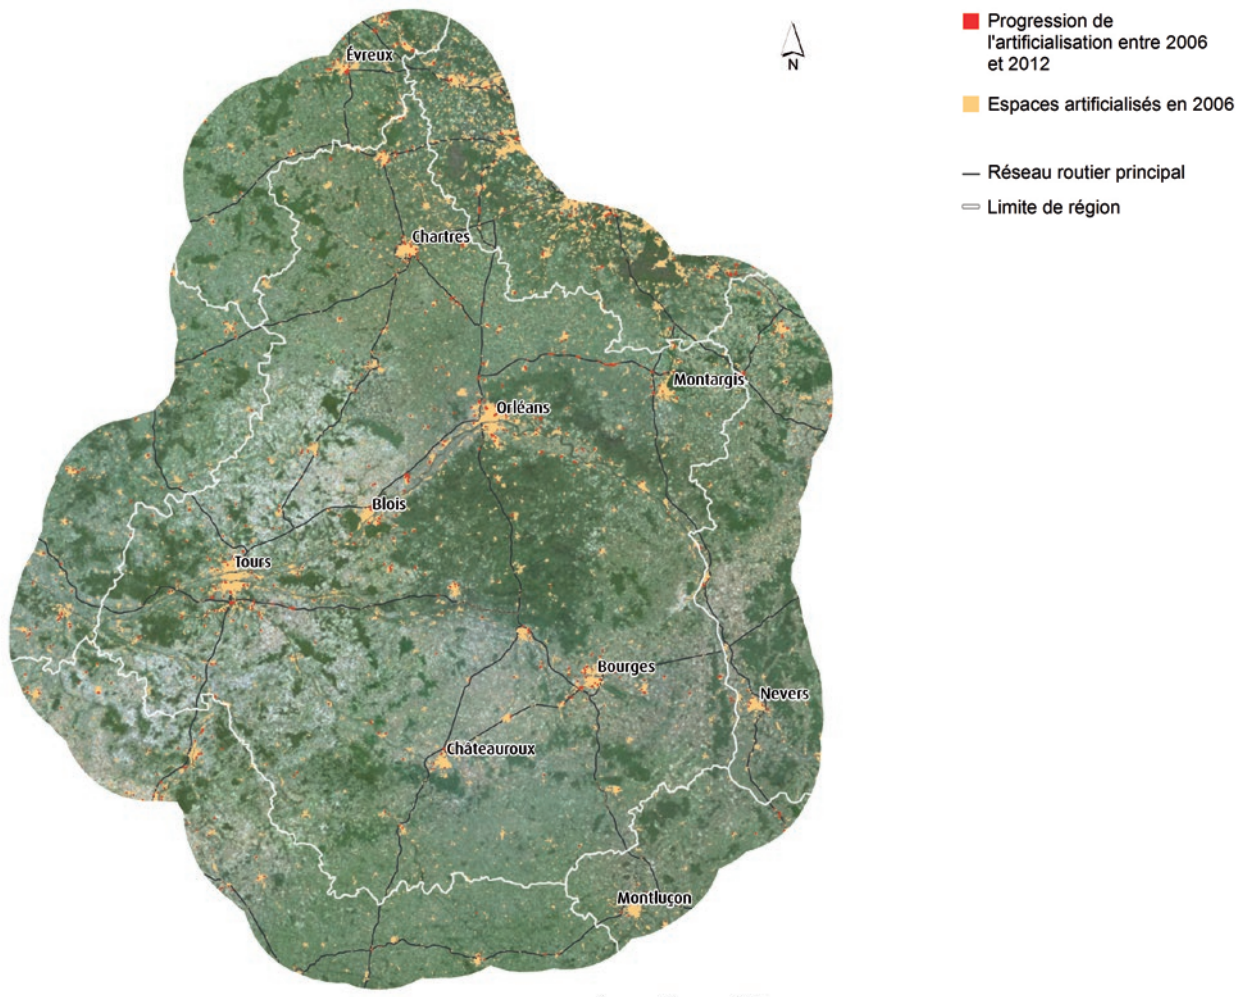 Progression de
l'artificialisation entre 2006
et 2012
Espaces artificialisés en 2006
Réseau routier principal
Limite de région
N
Évreux
Chartres
Montargis
Orléans
Blois
Tours
Bourges
Nevers
Châteauroux
Montluçon